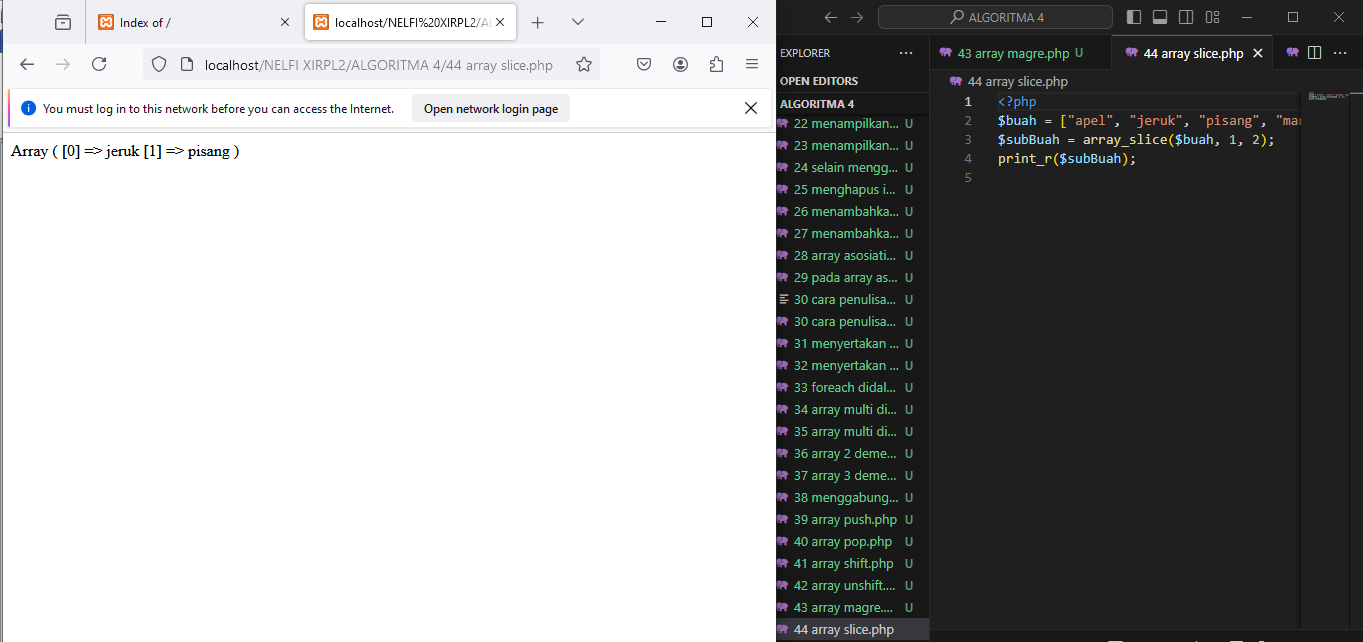 Index of /
localhost/NELFI%20XIRPL2/AL
localhost/NELFI XIRPL2/ALGORITMA 4/44 array slice.php
You must log in to this network before you can access the Internet.
Open network login page
Array ( [0] => jeruk [1] => pisang )
ALGORITMA 4
EXPLORER
OPEN EDITORS
ALGORITMA 4
22 menampilkan... U
23 menampilkan... U
24 selain mengg... U
25 menghapus i... U
26 menambahka... U
27 menambahka... U
28 array asosiati... U
29 pada array as... U
30 cara penulisa... U
30 cara penulisa... U
31 menyertakan ... U
32 menyertakan ... U
33 foreach didal... U
34 array multi di... U
35 array multi di... U
36 array 2 deme... U
37 array 3 deme... U
38 menggabung... U
39 array push.php U
40 array pop.php U
41 array shift.php U
42 array unshift.... U
43 array magre.... U
44 array slice.php
43 array magre.php U
44 array slice.php
44 array slice.php
1 <?php
2 $buah = ["apel", "jeruk", "pisang", "man
3 $subBuah = array_slice($buah, 1, 2);
4 print_r($subBuah);
5